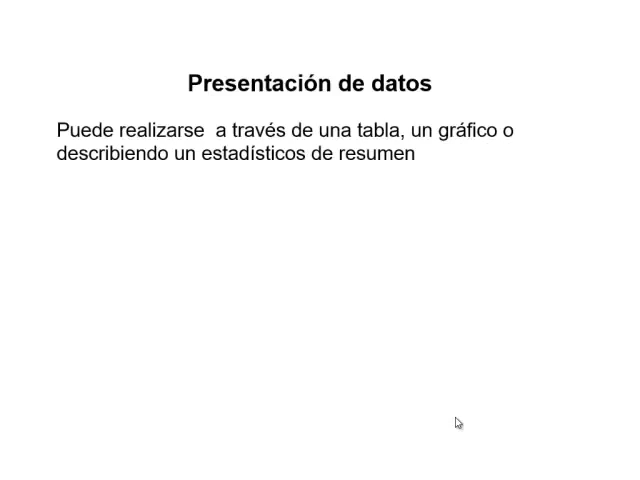 Presentación de datos
Puede realizarse  a través de una tabla, un gráfico o
describiendo un estadísticos de resumen